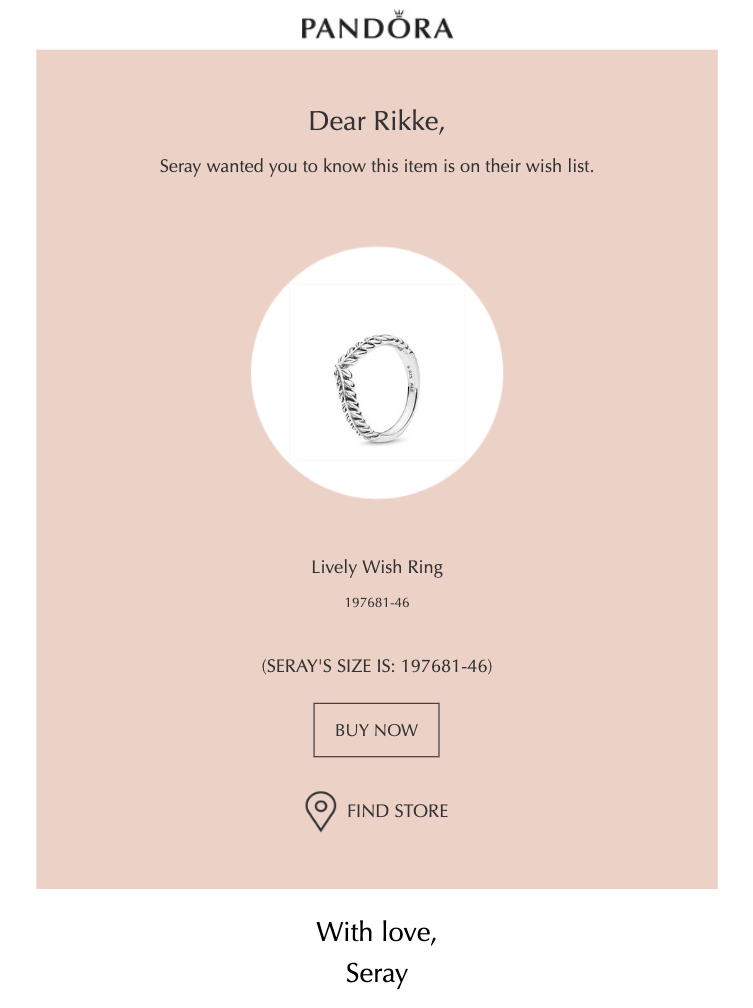 PANDÖRA
Dear Rikke,
Seray wanted you to know this item is on their wish list.
Lively Wish Ring
197681-46
(SERAY'S SIZE IS: 197681-46)
BUY NOW
FIND STORE
With love,
Seray